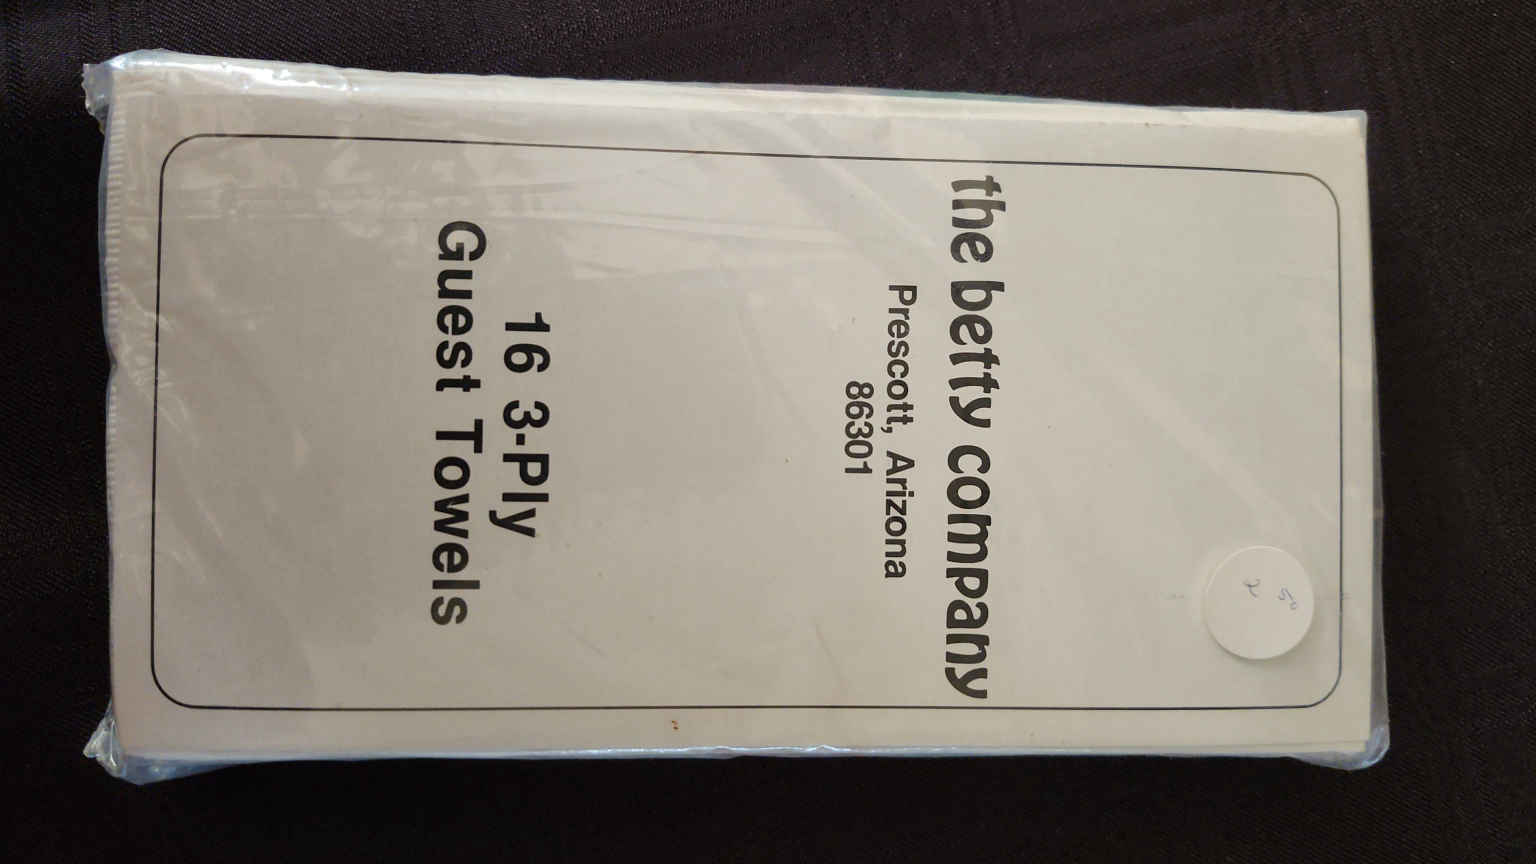 the betty company
Prescott, Arizona
86301
16 3-Ply
Guest Towels